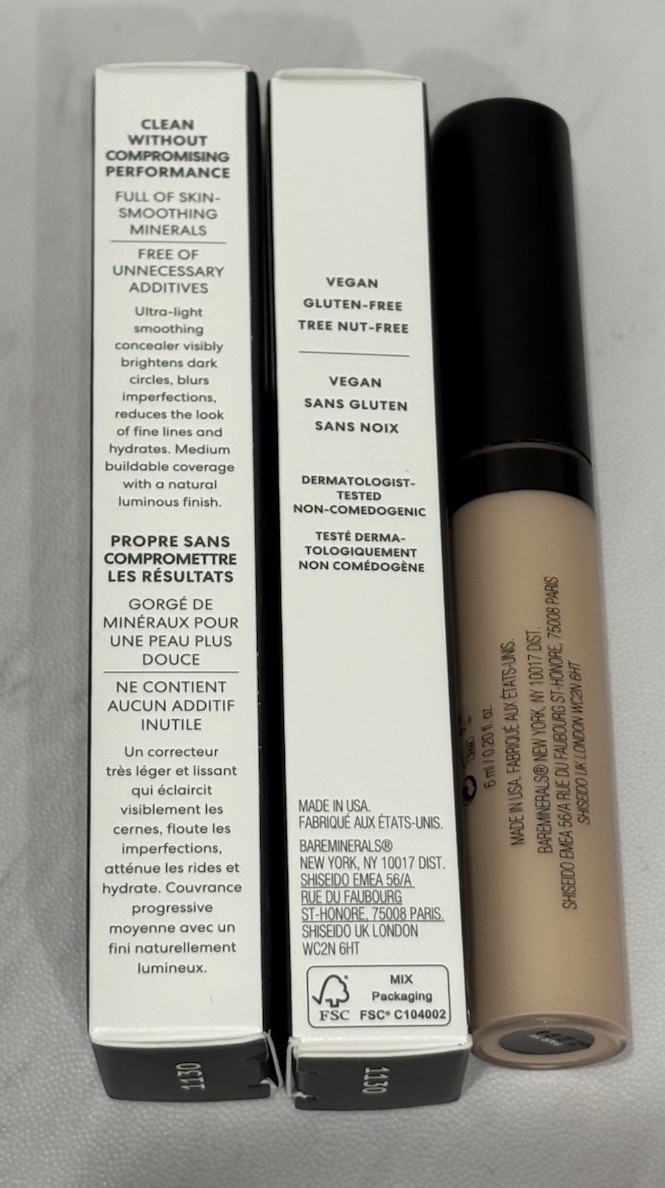 CLEAN
WITHOUT
COMPROMISING
PERFORMANCE
FULL OF SKIN-
SMOOTHING
MINERALS
FREE OF
UNNECESSARY
ADDITIVES
Ultra-light
smoothing
concealer visibly
brightens dark
circles, blurs
imperfections,
reduces the look
of fine lines and
hydrates. Medium
buildable coverage
with a natural
luminous finish.
PROPRE SANS
COMPROMETTRE
LES RÉSULTATS
GORGÉ DE
MINÉRAUX POUR
UNE PEAU PLUS
DOUCE
NE CONTIENT
AUCUN ADDITIF
INUTILE
Un correcteur
très léger et lissant
qui éclaircit
visiblement les
cernes, floute les
imperfections,
atténue les rides et
hydrate. Couvrance
progressive
moyenne avec un
fini naturellement
lumineux.
1130
VEGAN
GLUTEN-FREE
TREE NUT-FREE
VEGAN
SANS GLUTEN
SANS NOIX
DERMATOLOGIST-
TESTED
NON-COMEDOGENIC
TESTÉ DERMA-
TOLOGIQUEMENT
NON COMÉDOGÈNE
MADE IN USA.
FABRIQUÉ AUX ÉTATS-UNIS.
BAREMINERALS®
NEW YORK, NY 10017 DIST.
SHISEIDO EMEA 56/A
RUE DU FAUBOURG
ST-HONORE, 75008 PARIS.
SHISEIDO UK LONDON
WC2N 6HT
FSC
MIX
Packaging
FSC® C104002
1130
6 ml / 0.20 fl. oz.
MADE IN USA. FABRIQUÉ AUX ÉTATS-UNIS.
BAREMINERALS® NEW YORK, NY 10017 DIST.
SHISEIDO EMEA 56/A RUE DU FAUBOURG ST-HONORE, 75008 PARIS
SHISEIDO UK LONDON WC2N 6HT